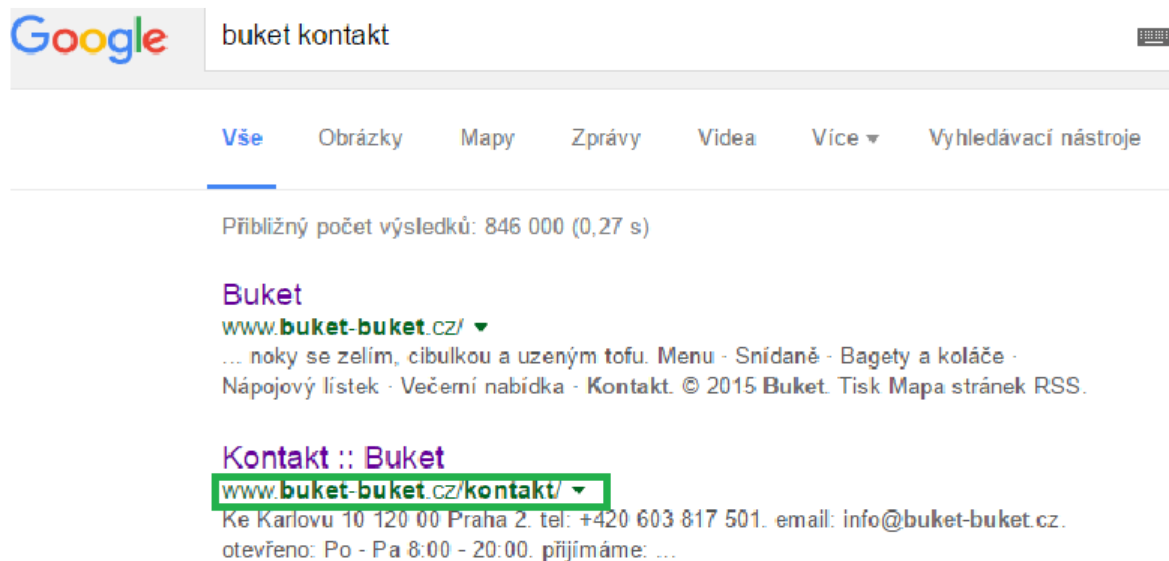 Google buket kontakt
Vše Obrázky Mapy Zprávy Videa Více Vyhledávací nástroje
Přibližný počet výsledků: 846 000 (0,27 s)
Buket
www.buket-buket.cz/
... noky se zelím, cibulkou a uzeným tofu. Menu · Snídaně · Bagety a koláče ·
Nápojový lístek · Večerní nabídka · Kontakt. © 2015 Buket. Tisk Mapa stránek RSS.
Kontakt :: Buket
www.buket-buket.cz/kontakt/
Ke Karlovu 10 120 00 Praha 2. tel: +420 603 817 501. email: info@buket-buket.cz.
otevřeno: Po - Pa 8:00 - 20:00. přijímáme: ...